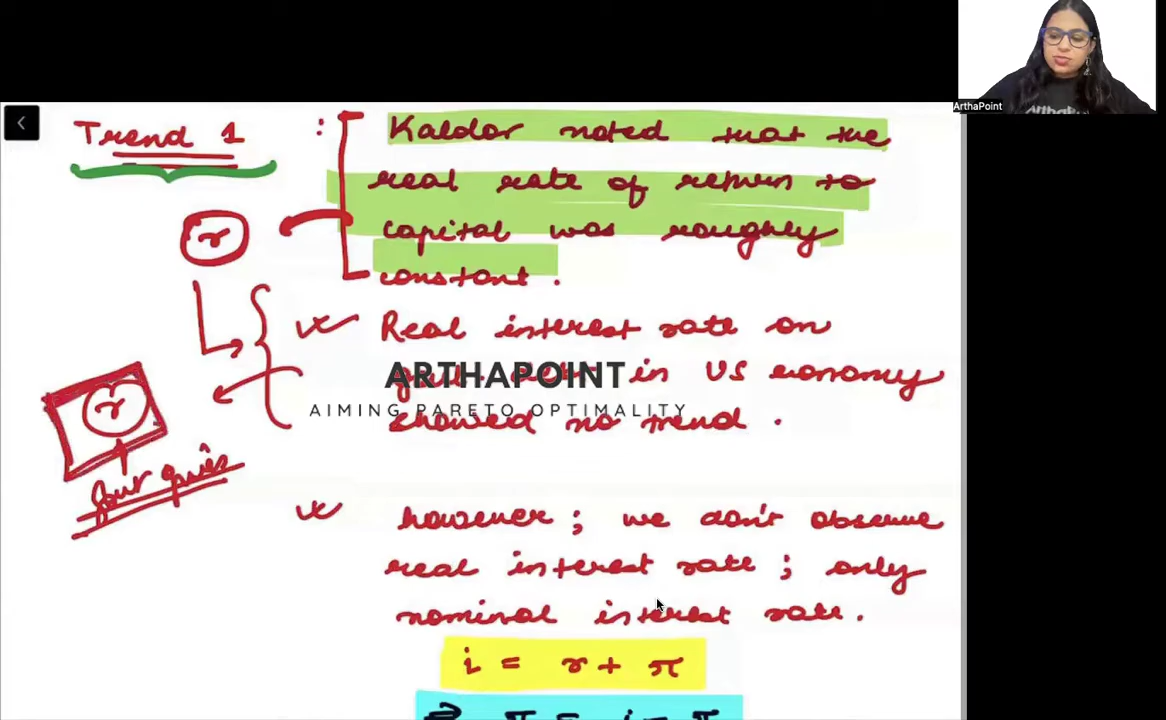 ArthaPoint
Trend 1 : Kaldor noted that the
real rate of return to
capital was roughly
constant.
r
Real interest rate on
govt. debt in US economy
showed no trend.
ARTHAPOINT
AIMING PARETO OPTIMALITY
r
however; we don't observe
real interest rate; only
nominal interest rate.
i = r + π